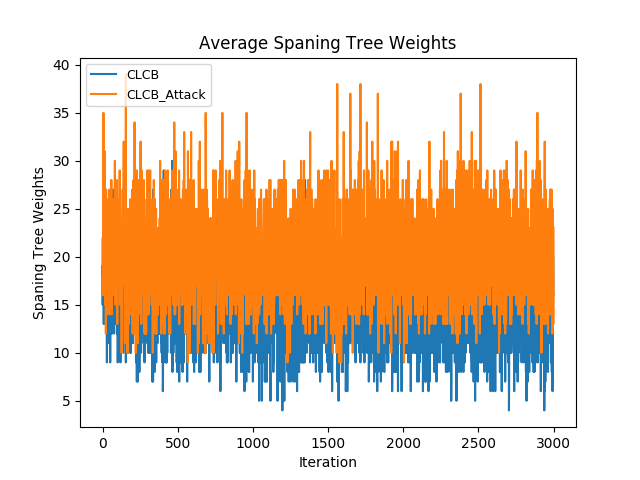 Average Spaning Tree Weights
CLCB
CLCB_Attack
Spaning Tree Weights
40
35
30
25
20
15
10
5
0 500 1000 1500 2000 2500 3000
Iteration